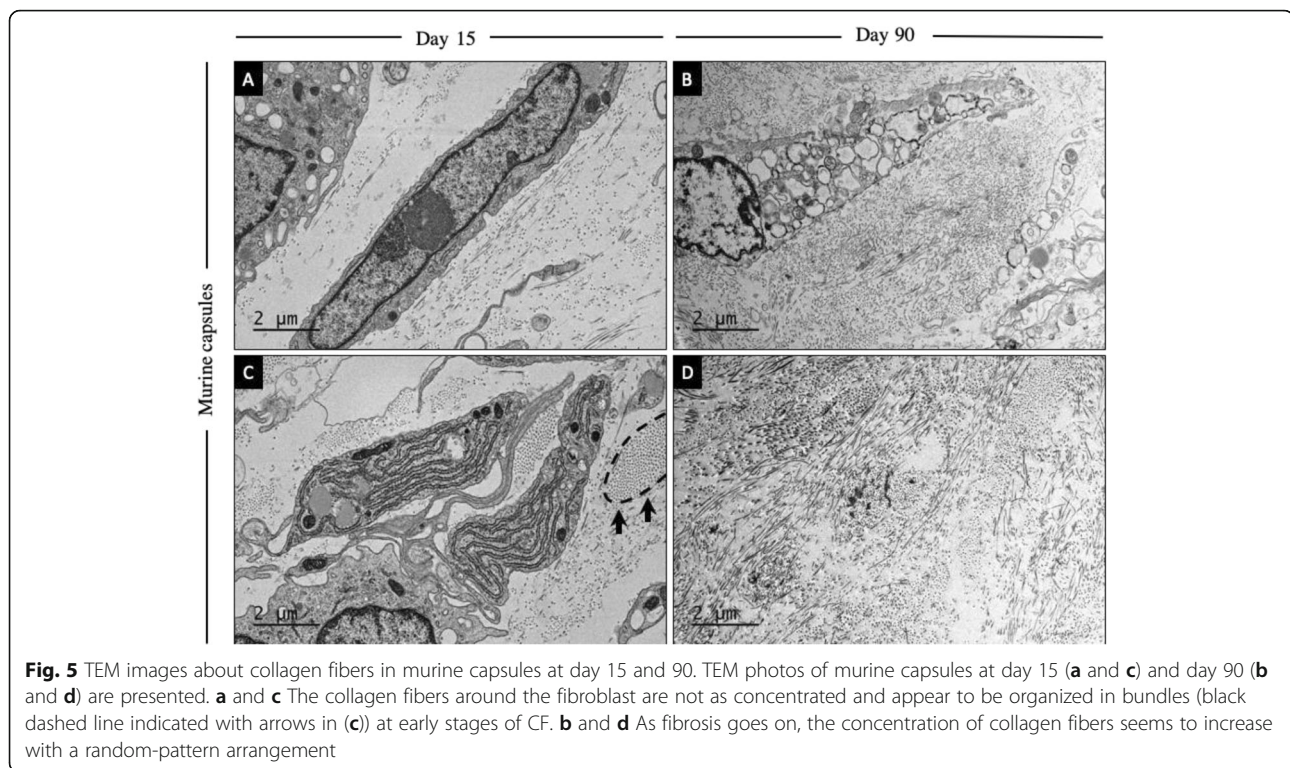 Day 15
Day 90
Murine capsules
A
2 µm
B
2 µm
C
2 µm
D
2 µm
Fig. 5 TEM images about collagen fibers in murine capsules at day 15 and 90. TEM photos of murine capsules at day 15 (a and c) and day 90 (b
and d) are presented. a and c The collagen fibers around the fibroblast are not as concentrated and appear to be organized in bundles (black
dashed line indicated with arrows in (c)) at early stages of CF. b and d As fibrosis goes on, the concentration of collagen fibers seems to increase
with a random-pattern arrangement